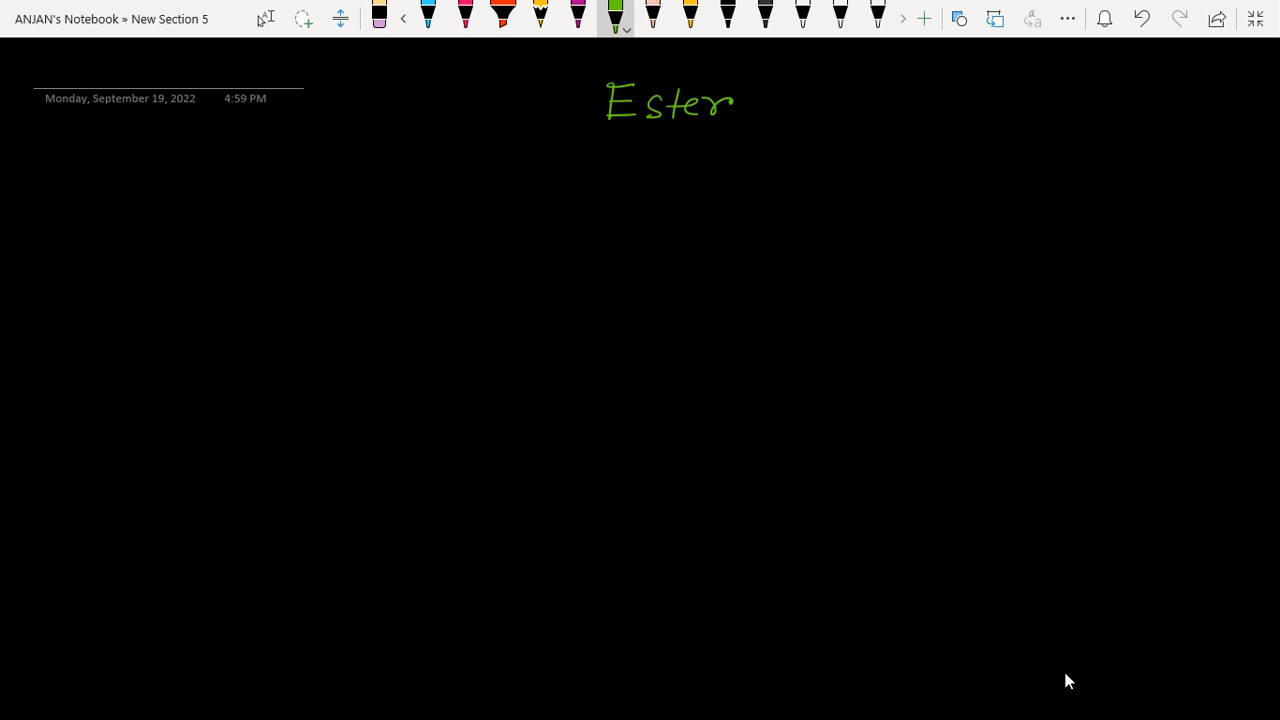 ANJAN's Notebook » New Section 5
Monday, September 19, 2022 4:59 PM
Ester